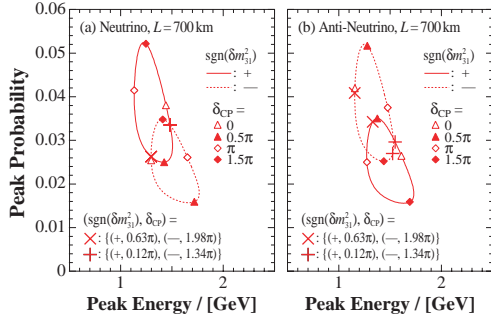 (a) Neutrino, L = 700 km
(b) Anti-Neutrino, L = 700 km
sgn(δm²₃₁)
: +
: —
δCP =
: 0
: 0.5π
: π
: 1.5π
(sgn(δm²₃₁), δCP) =
: {(+, 0.63π), (—, 1.98π)}
: {(+, 0.12π), (—, 1.34π)}
sgn(δm²₃₁)
: +
: —
δCP =
: 0
: 0.5π
: π
: 1.5π
(sgn(δm²₃₁), δCP) =
: {(+, 0.63π), (—, 1.98π)}
: {(+, 0.12π), (—, 1.34π)}
Peak Probability
0.06
0.05
0.04
0.03
0.02
0.01
0
1
2
1
2
Peak Energy / [GeV]
Peak Energy / [GeV]